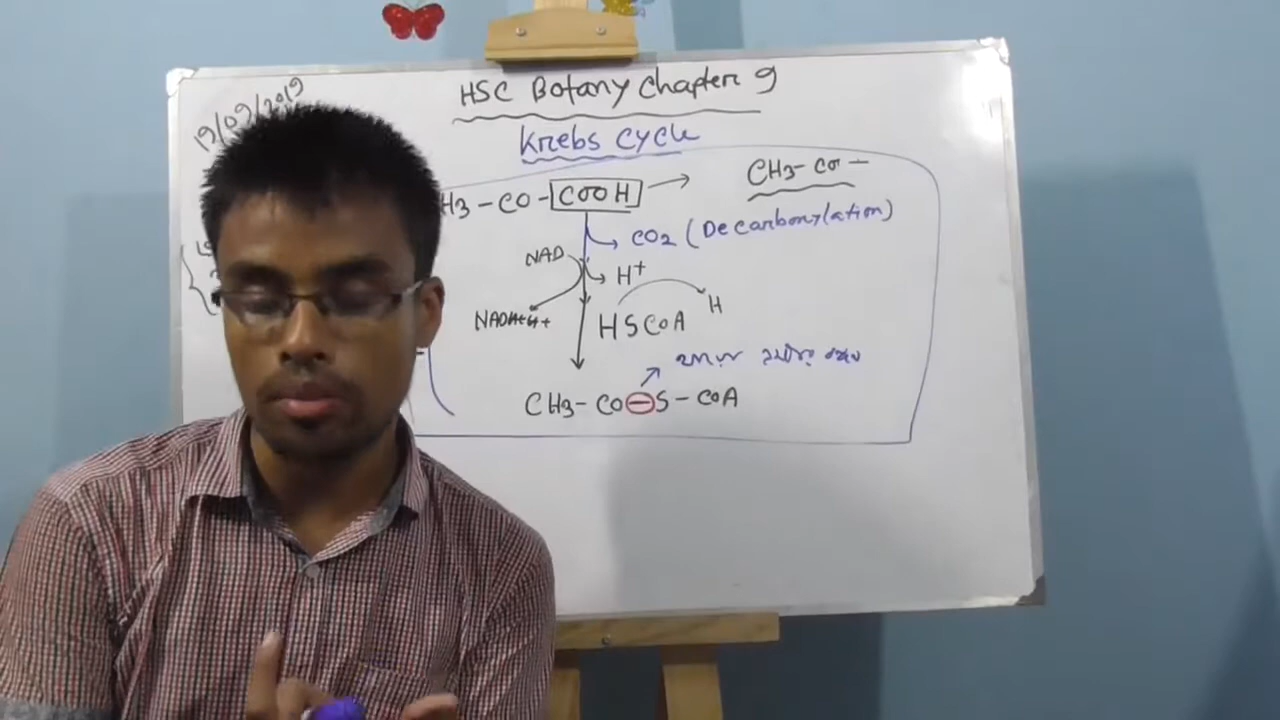 19/09/2019
HSC Botany Chapter 9
Krebs cycle
H3 - CO - COOH → CH3 - CO -
CO2 (Decarboxylation)
NAD
H+
NADH+H+
HSCOA
H
CH3 - CO - S - COA